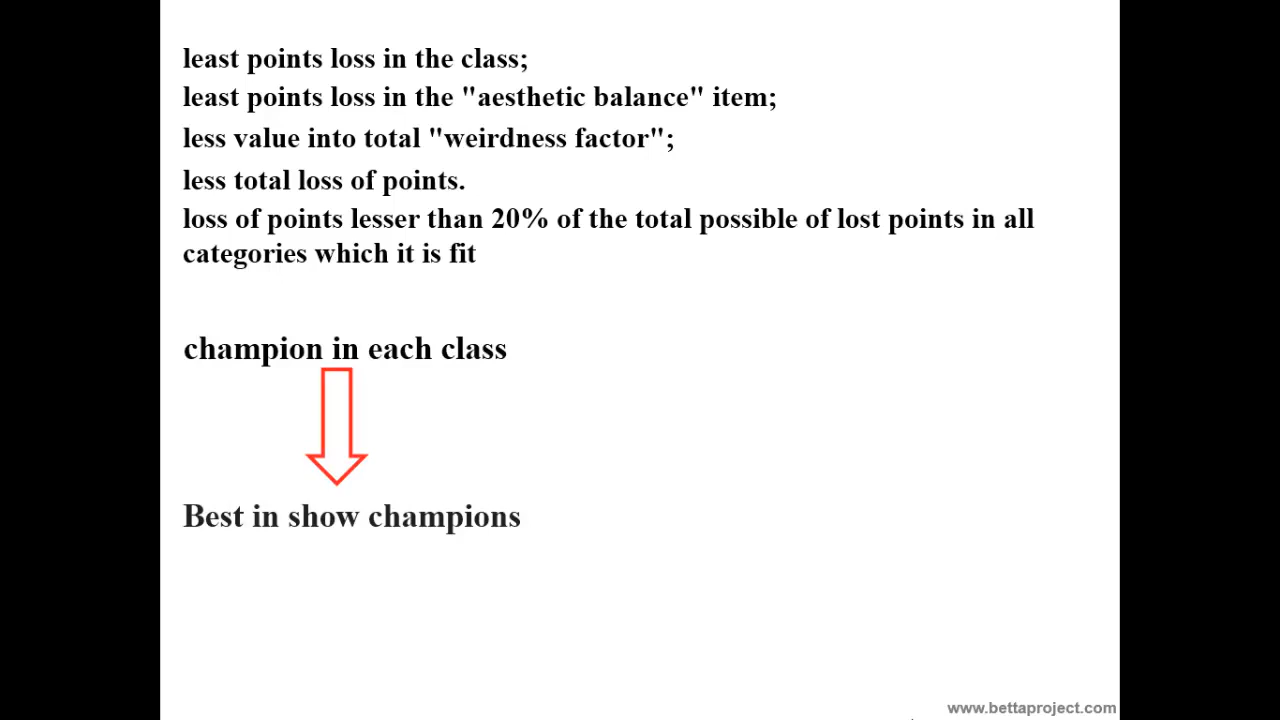 least points loss in the class;
least points loss in the "aesthetic balance" item;
less value into total "weirdness factor";
less total loss of points.
loss of points lesser than 20% of the total possible of lost points in all
categories which it is fit
champion in each class
Best in show champions
www.bettaproject.com